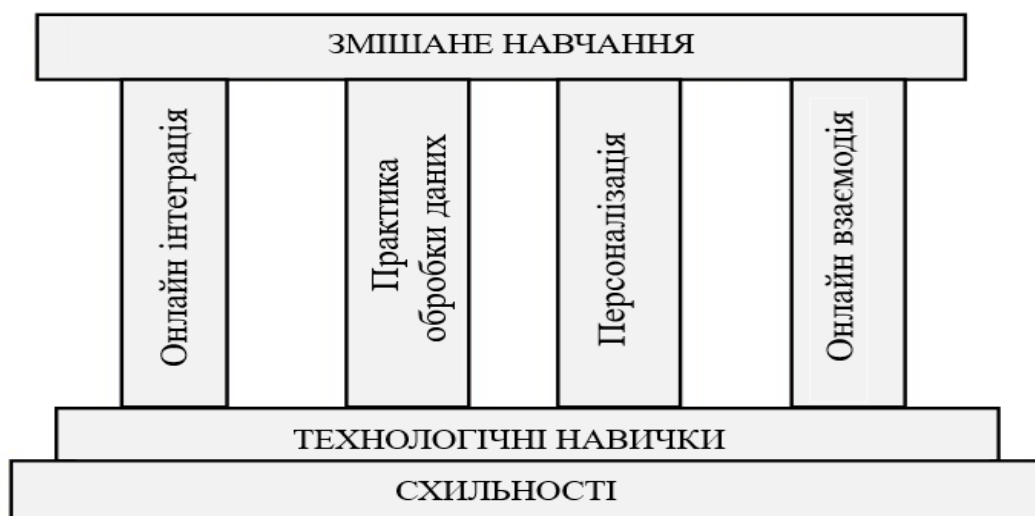 ЗМІШАНЕ НАВЧАННЯ
Онлайн інтеграція
Практика
обробки даних
Персоналізація
Онлайн взаємодія
ТЕХНОЛОГІЧНІ НАВИЧКИ
СХИЛЬНОСТІ